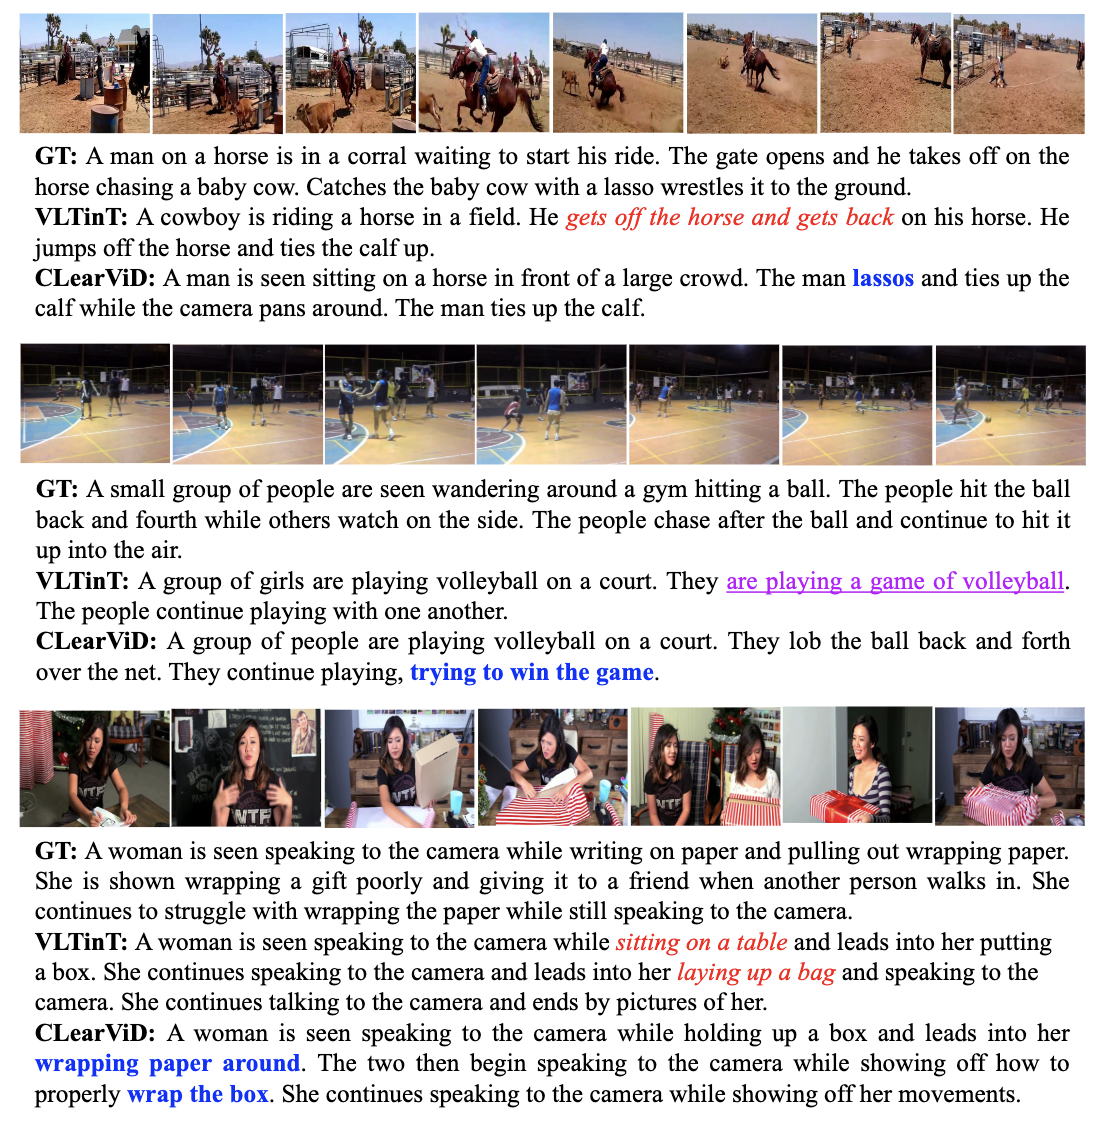 GT: A man on a horse is in a corral waiting to start his ride. The gate opens and he takes off on the
horse chasing a baby cow. Catches the baby cow with a lasso wrestles it to the ground.
VLTinT: A cowboy is riding a horse in a field. He gets off the horse and gets back on his horse. He
jumps off the horse and ties the calf up.
CLearViD: A man is seen sitting on a horse in front of a large crowd. The man lassos and ties up the
calf while the camera pans around. The man ties up the calf.
GT: A small group of people are seen wandering around a gym hitting a ball. The people hit the ball
back and fourth while others watch on the side. The people chase after the ball and continue to hit it
up into the air.
VLTinT: A group of girls are playing volleyball on a court. They are playing a game of volleyball.
The people continue playing with one another.
CLearViD: A group of people are playing volleyball on a court. They lob the ball back and forth
over the net. They continue playing, trying to win the game.
GT: A woman is seen speaking to the camera while writing on paper and pulling out wrapping paper.
She is shown wrapping a gift poorly and giving it to a friend when another person walks in. She
continues to struggle with wrapping the paper while still speaking to the camera.
VLTinT: A woman is seen speaking to the camera while sitting on a table and leads into her putting
a box. She continues speaking to the camera and leads into her laying up a bag and speaking to the
camera. She continues talking to the camera and ends by pictures of her.
CLearViD: A woman is seen speaking to the camera while holding up a box and leads into her
wrapping paper around. The two then begin speaking to the camera while showing off how to
properly wrap the box. She continues speaking to the camera while showing off her movements.